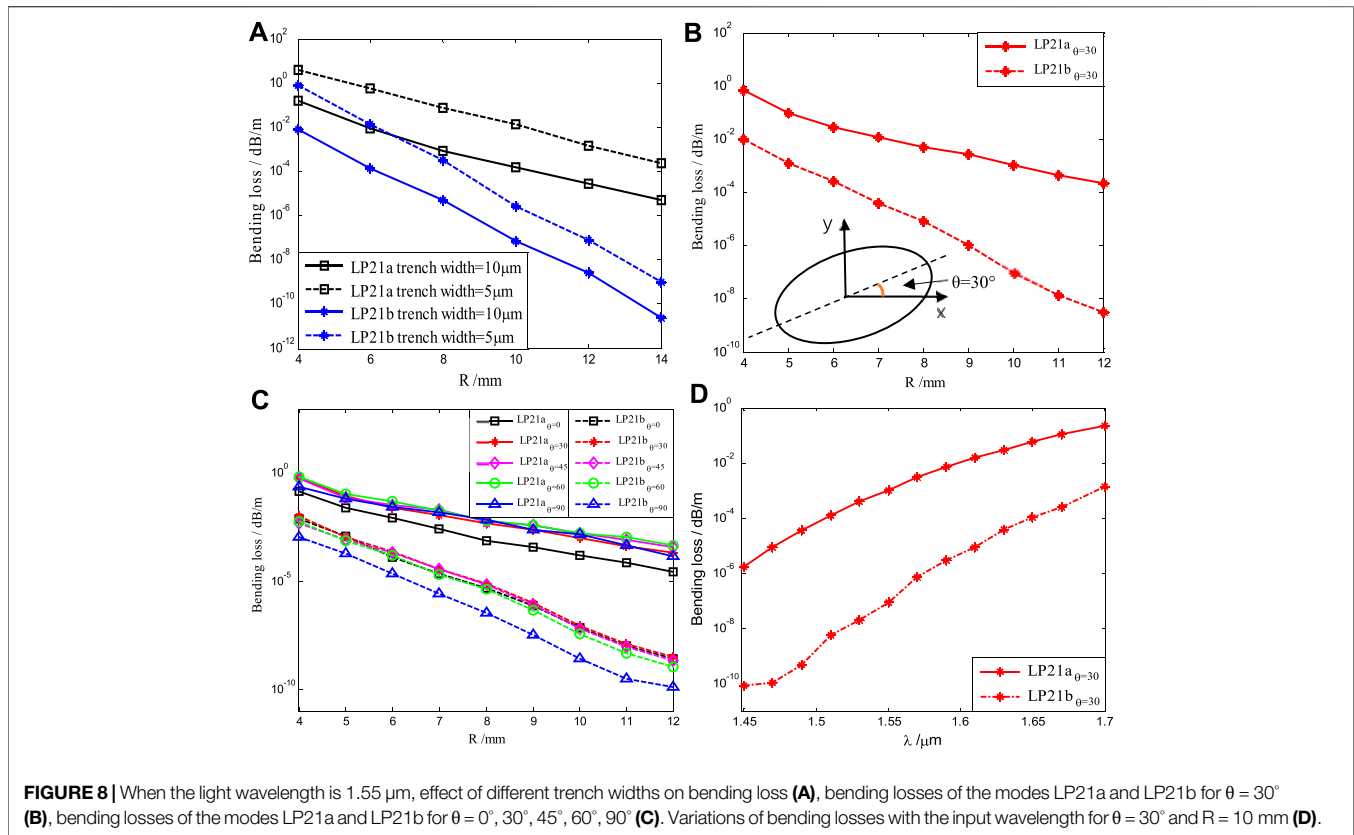 A
10^2
10^0
10^-2
10^-4
10^-6
10^-8
10^-10
10^-12
Bending loss / dB/m
LP21a trench width=10μm
LP21a trench width=5μm
LP21b trench width=10μm
LP21b trench width=5μm
4 6 8 10 12 14
R /mm
B
10^2
10^0
10^-2
10^-4
10^-6
10^-8
10^-10
Bending loss / dB/m
LP21a θ=30
LP21b θ=30
y
θ=30°
x
4 5 6 7 8 9 10 11 12
R /mm
C
10^0
10^-5
10^-10
Bending loss / dB/m
LP21a θ=0 LP21b θ=0
LP21a θ=30 LP21b θ=30
LP21a θ=45 LP21b θ=45
LP21a θ=60 LP21b θ=60
LP21a θ=90 LP21b θ=90
4 5 6 7 8 9 10 11 12
R /mm
D
10^0
10^-2
10^-4
10^-6
10^-8
10^-10
Bending loss / dB/m
LP21a θ=30
LP21b θ=30
1.45 1.5 1.55 1.6 1.65 1.7
λ /μm
FIGURE 8 | When the light wavelength is 1.55 μm, effect of different trench widths on bending loss (A), bending losses of the modes LP21a and LP21b for θ = 30°
(B), bending losses of the modes LP21a and LP21b for θ = 0°, 30°, 45°, 60°, 90° (C). Variations of bending losses with the input wavelength for θ = 30° and R = 10 mm (D).